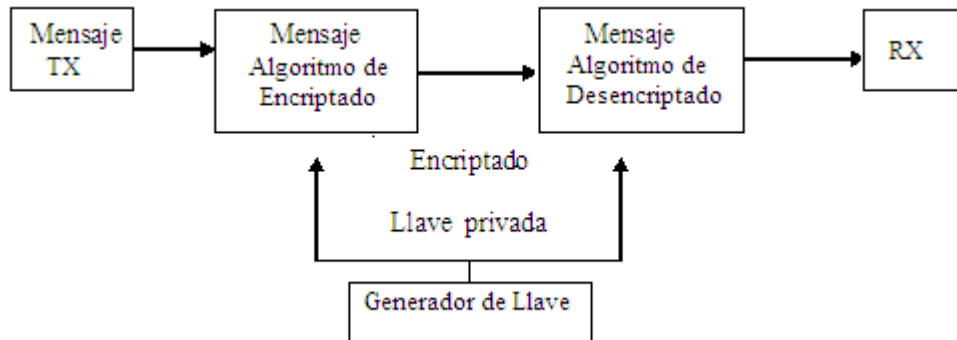 Mensaje
TX
Mensaje
Algoritmo de
Encriptado
Mensaje
Algoritmo de
Desencriptado
RX
Encriptado
Llave privada
Generador de Llave